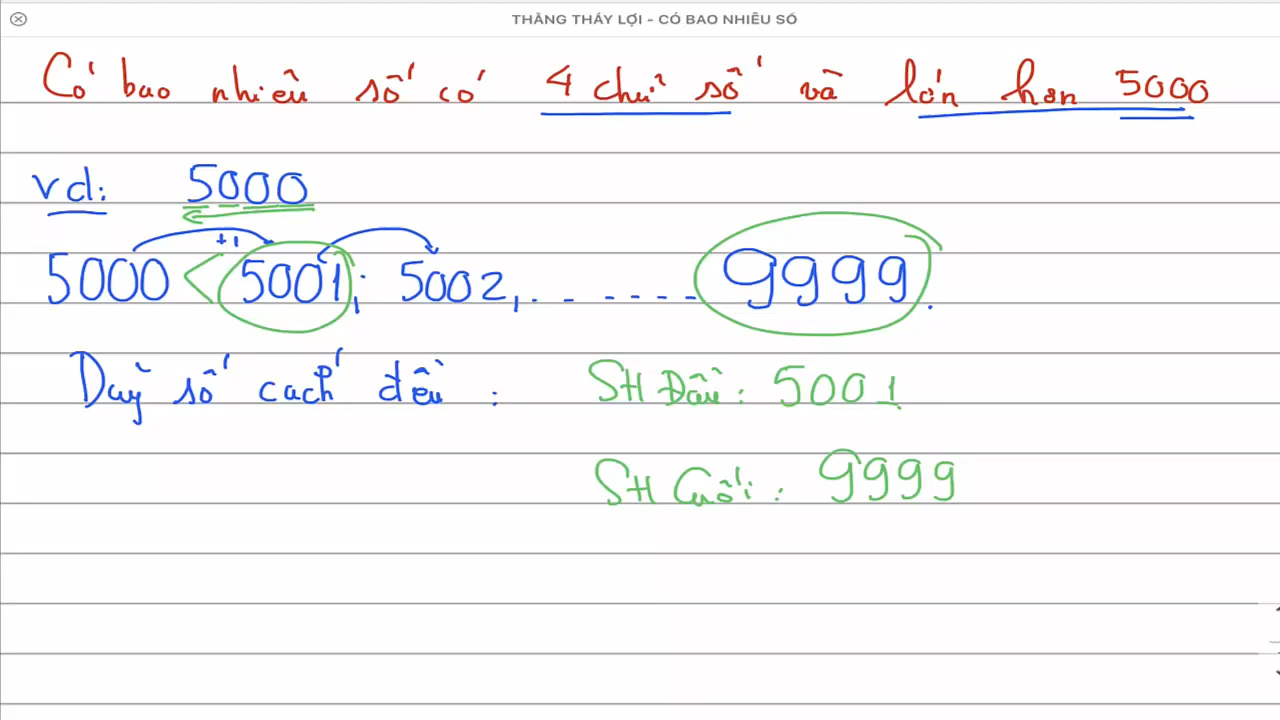 THẮNG THẦY LỢI - CÓ BAO NHIÊU SỐ
Có bao nhiêu số có 4 chữ số và lớn hơn 5000
vd: 5000
+1
5000 < 5001; 5002, ....... 9999.
Dãy số cách đều : SH Đầu : 5001
SH Cuối : 9999